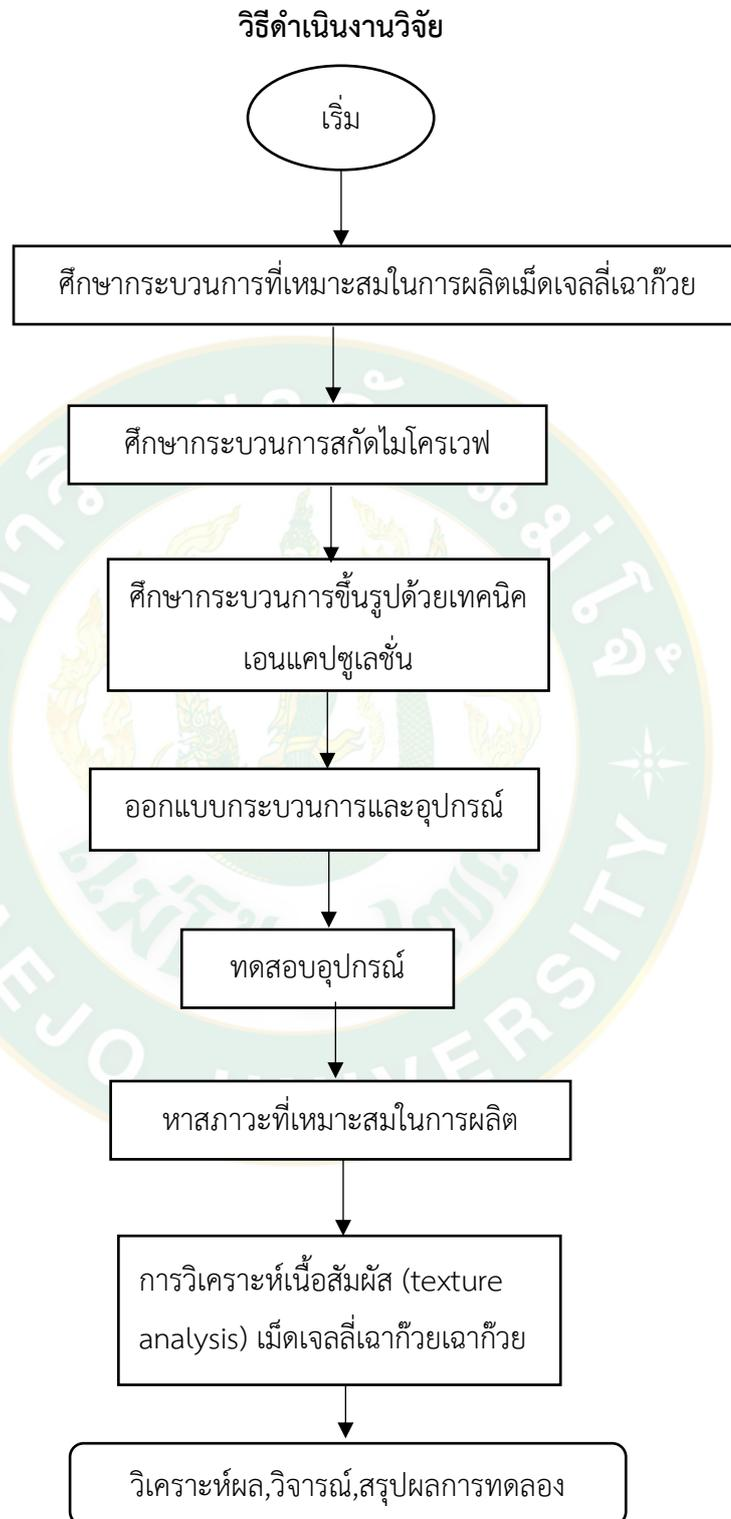 วิธีดำเนินงานวิจัย
เริ่ม
ศึกษากระบวนการที่เหมาะสมในการผลิตเม็ดเจลลี่เฉาก๊วย
ศึกษากระบวนการสกัดไมโครเวฟ
ศึกษากระบวนการขึ้นรูปด้วยเทคนิค
เอนแคปซูเลชั่น
ออกแบบกระบวนการและอุปกรณ์
ทดสอบอุปกรณ์
หาสภาวะที่เหมาะสมในการผลิต
การวิเคราะห์เนื้อสัมผัส (texture
analysis) เม็ดเจลลี่เฉาก๊วยเฉาก๊วย
วิเคราะห์ผล,วิจารณ์,สรุปผลการทดลอง